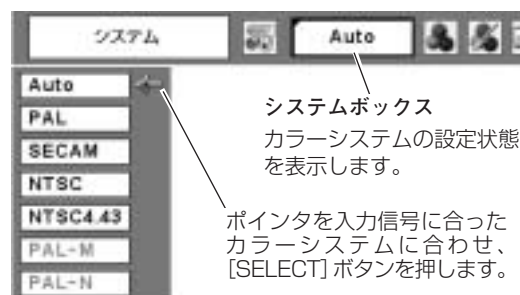 システム Auto
Auto
PAL
SECAM
NTSC
NTSC4.43
PAL-M
PAL-N
システムボックス
カラーシステムの設定状態
を表示します。
ポインタを入力信号に合った
カラーシステムに合わせ、
［SELECT］ボタンを押します。